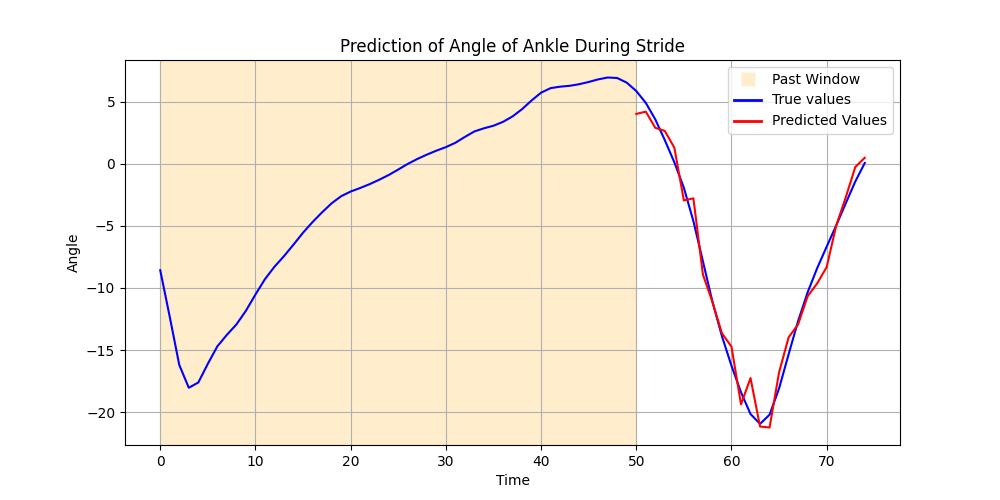 Prediction of Angle of Ankle During Stride
Past Window
True values
Predicted Values
5
0
−5
−10
−15
−20
Angle
0 10 20 30 40 50 60 70
Time